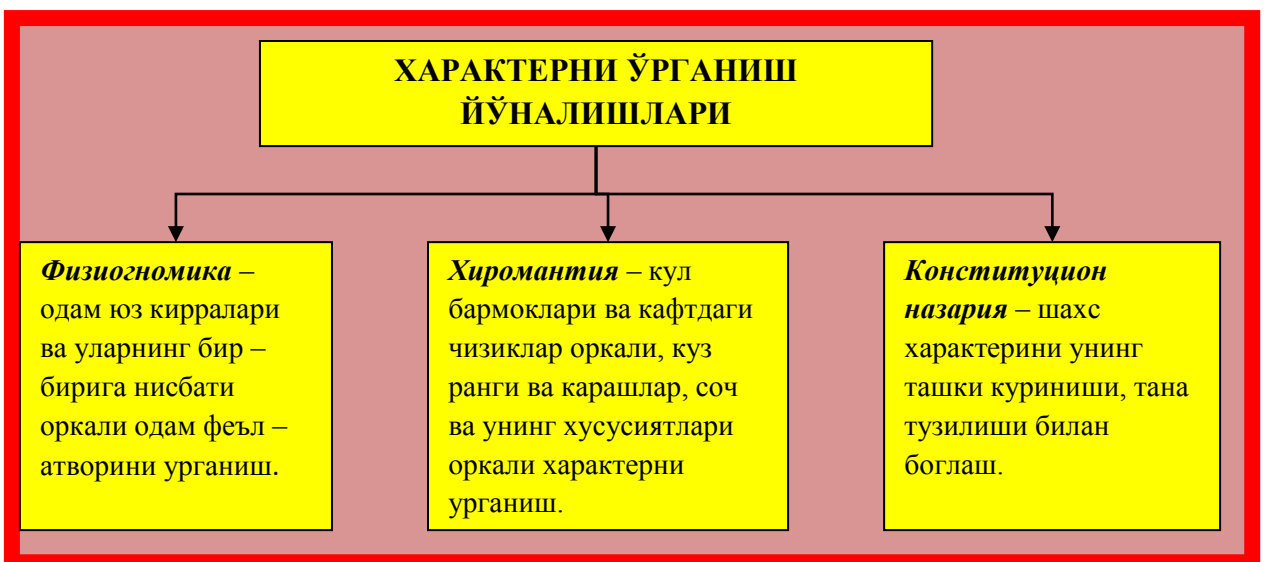 ХАРАКТЕРНИ ЎРГАНИШ
ЙЎНАЛИШЛАРИ
Физиогномика –
одам юз кирралари
ва уларнинг бир –
бирига нисбати
оркали одам феъл –
атворини урганиш.
Хиромантия – кул
бармоклари ва кафтдаги
чизиклар оркали, куз
ранги ва карашлар, соч
ва унинг хусусиятлари
оркали характерни
урганиш.
Конституцион
назария – шахс
характерини унинг
ташки куриниши, тана
тузилиши билан
боглаш.